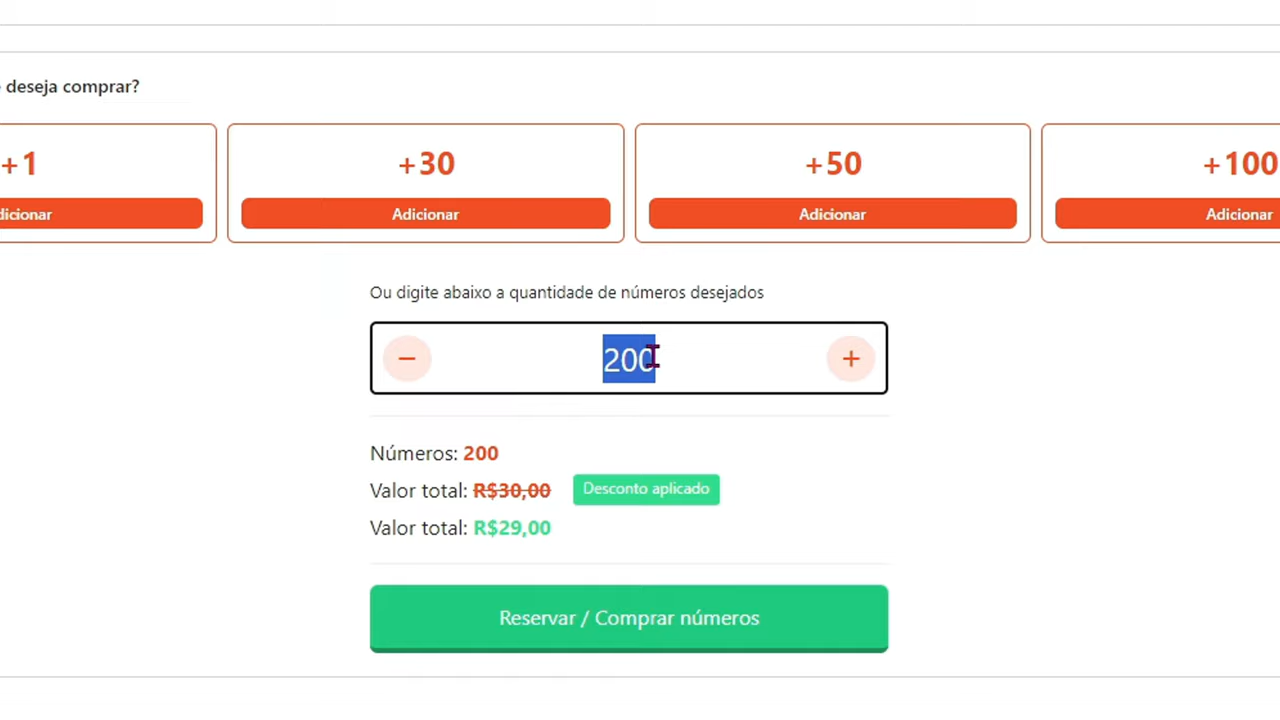 deseja comprar?
+1
+30
+50
+100
Adicionar
Adicionar
Adicionar
Ou digite abaixo a quantidade de números desejados
− 200 +
Números: 200
Valor total: R$30,00 Desconto aplicado
Valor total: R$29,00
Reservar / Comprar números